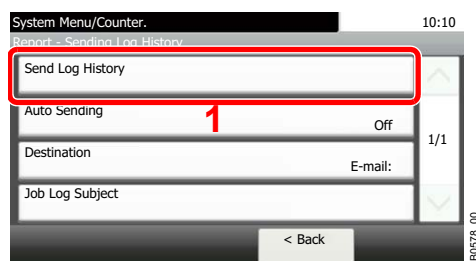 System Menu/Counter. 10:10
Report - Sending Log History
Send Log History
Auto Sending
1
Off
1/1
Destination
E-mail:
Job Log Subject
< Back
B0578_00